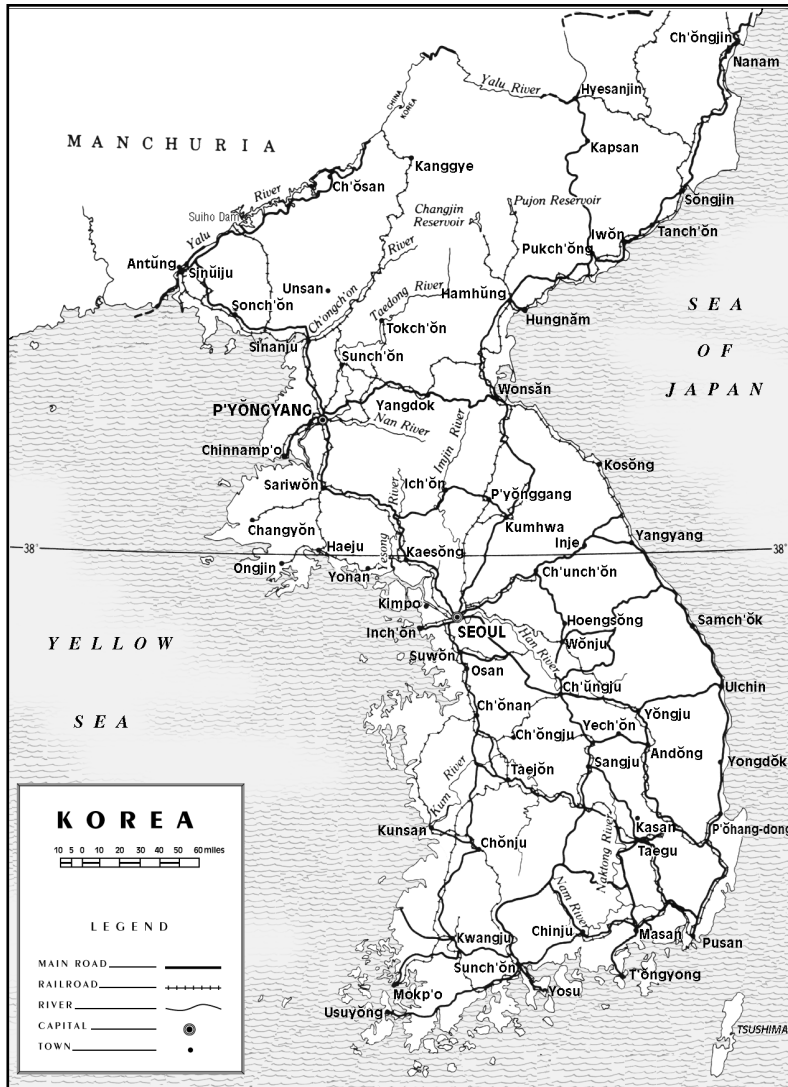 Ch'ŏngjin
Nanam
Yalu River
Hyesanjin
CHINA
KOREA
MANCHURIA
Kapsan
Kanggye
Ch'ŏsan
River
Sŏngjin
Suiho Dam
Changjin
Reservoir
Pujon Reservoir
Yalu
Iwŏn
Tanch'ŏn
Pukch'ŏng
River
Antŭng
Sinŭiju
Unsan
Ch'ongch'on
Taedong
River
Hamhŭng
SEA
OF
JAPAN
Sonch'ŏn
Hungnăm
Tokch'ŏn
Sinanju
Sunch'ŏn
Wonsăn
P'YŎNGYANG
Yangdok
Nan River
Imjin River
Chinnamp'o
Kosŏng
Sariwŏn
River
Ich'ŏn
P'yŏnggang
Changyŏn
Kumhwa
Yesong
Yangyang
Inje
38°
38°
Haeju
Kaesŏng
Ongjin
Yonan
Ch'unch'ŏn
Kimpo
Hoengsŏng
Samch'ŏk
Inch'ŏn
SEOUL
Han River
Wŏnju
YELLOW
SEA
Suwŏn
Osan
Ch'ŭngju
Ulchin
Ch'ŏnan
Yŏngju
Yech'ŏn
Ch'ŏngju
Andŏng
Sangju
Yongdŏk
Kum River
Taejŏn
Kunsan
Chŏnju
Kasan
P'ŏhang-dong
Naktong River
Taegu
Nam River
Kwangju
Chinju
Masan
Pusan
Sunch'ŏn
T'ŏngyong
Mokp'o
Yosu
Usuyŏng
TSUSHIMA
KOREA
10 5 0 10 20 30 40 50 60 miles
LEGEND
MAIN ROAD
RAILROAD
RIVER
CAPITAL
TOWN